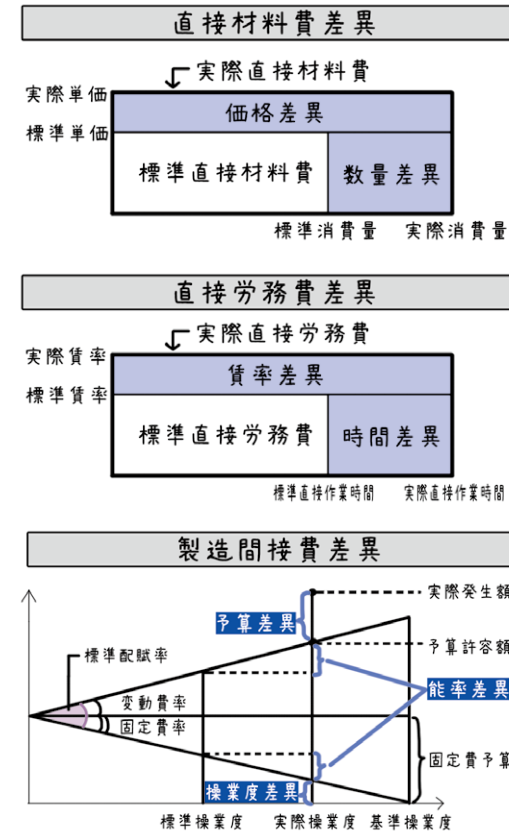 直接材料費差異
実際直接材料費
実際単価
価格差異
標準単価
標準直接材料費
数量差異
標準消費量 実際消費量
直接労務費差異
実際直接労務費
実際賃率
賃率差異
標準賃率
標準直接労務費
時間差異
標準直接作業時間 実際直接作業時間
製造間接費差異
実際発生額
予算差異
予算許容額
標準配賦率
能率差異
変動費率
固定費率
固定費予算
操業度差異
標準操業度 実際操業度 基準操業度